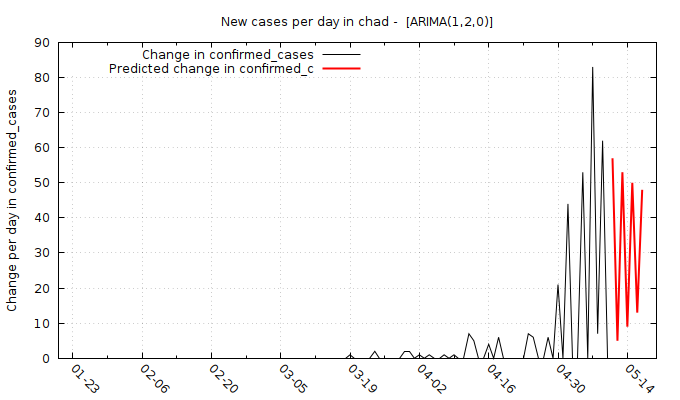 New cases per day in chad -  [ARIMA(1,2,0)]
Change in confirmed_cases
Predicted change in confirmed_c
Change per day in confirmed_cases
90
80
70
60
50
40
30
20
10
0
01-23 02-06 02-20 03-05 03-19 04-02 04-16 04-30 05-14